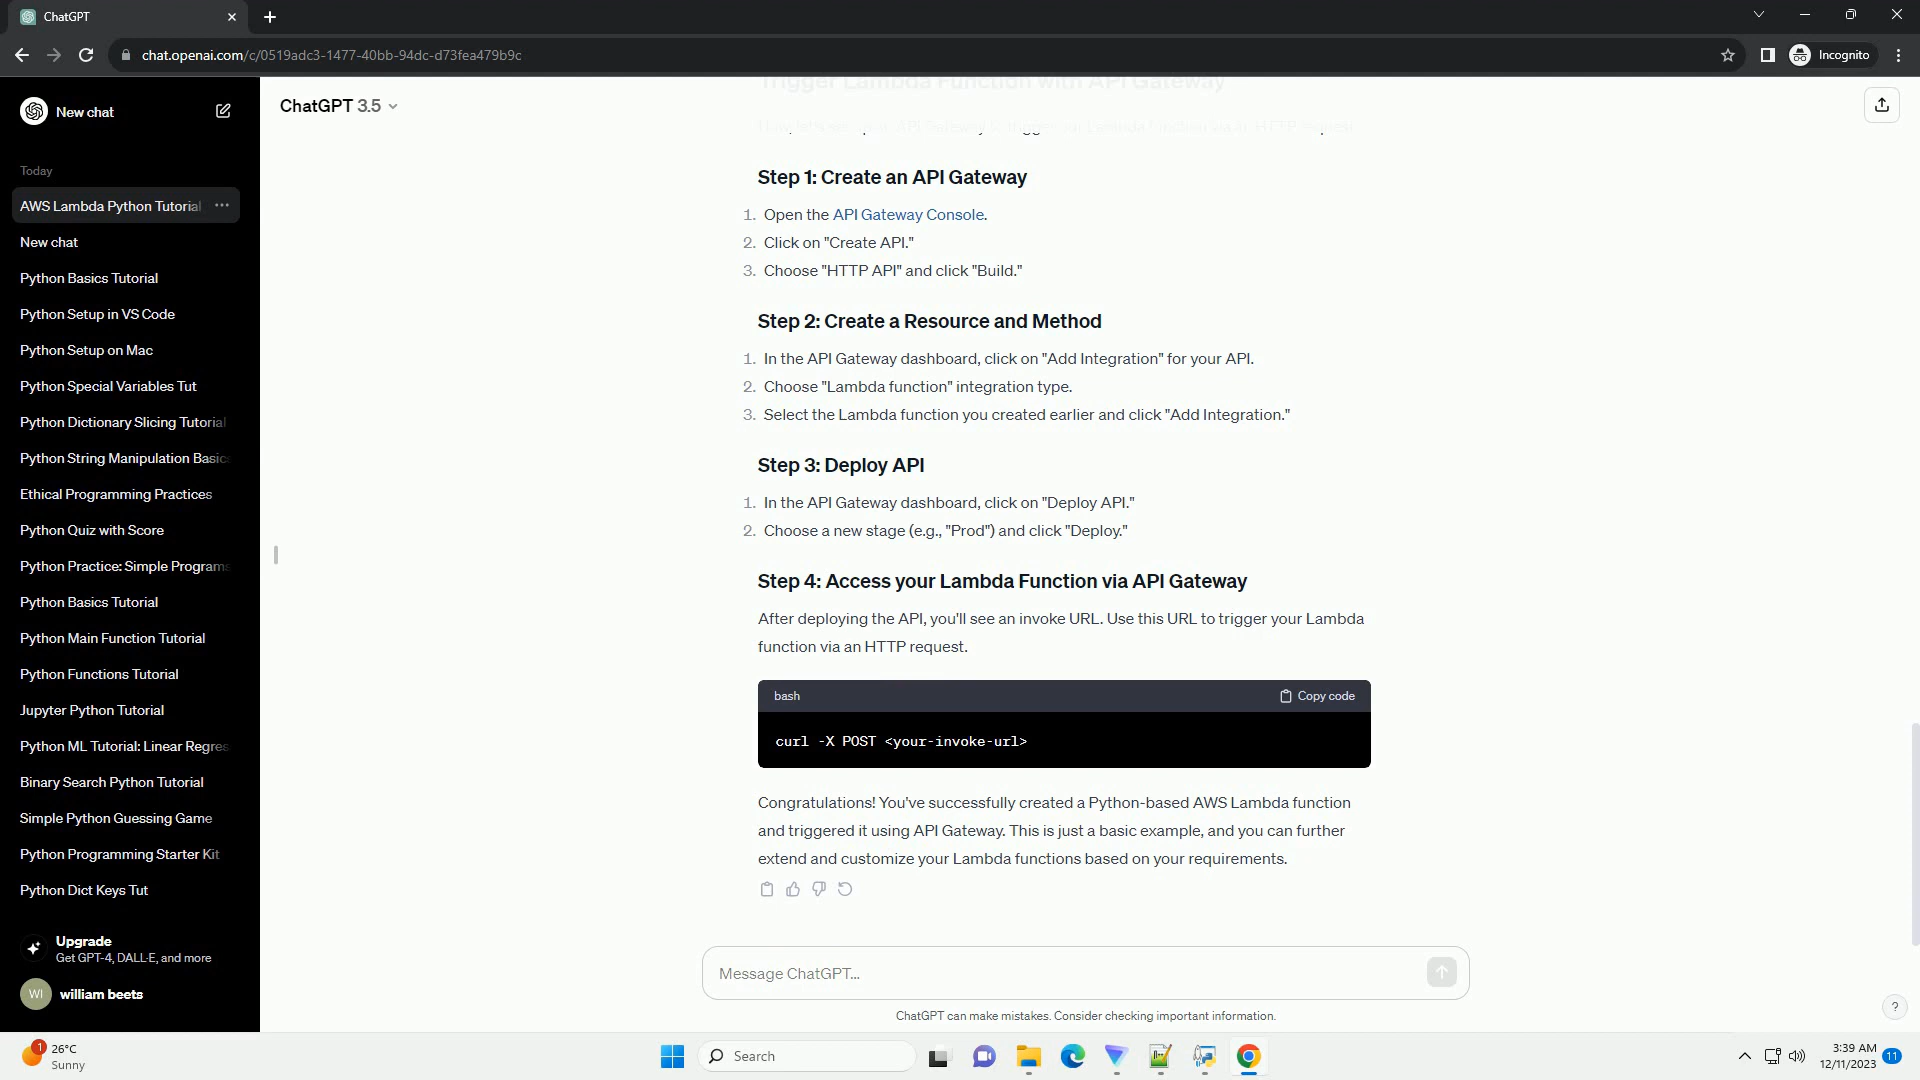 ChatGPT
chat.openai.com/c/0519adc3-1477-40bb-94dc-d73fea479b9c
Incognito
New chat
Today
AWS Lambda Python Tutorial
New chat
Python Basics Tutorial
Python Setup in VS Code
Python Setup on Mac
Python Special Variables Tut
Python Dictionary Slicing Tutorial
Python String Manipulation Basics
Ethical Programming Practices
Python Quiz with Score
Python Practice: Simple Programs
Python Basics Tutorial
Python Main Function Tutorial
Python Functions Tutorial
Jupyter Python Tutorial
Python ML Tutorial: Linear Regres
Binary Search Python Tutorial
Simple Python Guessing Game
Python Programming Starter Kit
Python Dict Keys Tut
Upgrade
Get GPT-4, DALL·E, and more
WI
william beets
ChatGPT 3.5
Trigger Lambda Function with API Gateway
Step 1: Create an API Gateway
1. Open the API Gateway Console.
2. Click on "Create API."
3. Choose "HTTP API" and click "Build."
Step 2: Create a Resource and Method
1. In the API Gateway dashboard, click on "Add Integration" for your API.
2. Choose "Lambda function" integration type.
3. Select the Lambda function you created earlier and click "Add Integration."
Step 3: Deploy API
1. In the API Gateway dashboard, click on "Deploy API."
2. Choose a new stage (e.g., "Prod") and click "Deploy."
Step 4: Access your Lambda Function via API Gateway
After deploying the API, you'll see an invoke URL. Use this URL to trigger your Lambda
function via an HTTP request.
bash
Copy code
curl -X POST <your-invoke-url>
Congratulations! You've successfully created a Python-based AWS Lambda function
and triggered it using API Gateway. This is just a basic example, and you can further
extend and customize your Lambda functions based on your requirements.
Message ChatGPT...
ChatGPT can make mistakes. Consider checking important information.
?
1
26°C
Sunny
Search
3:39 AM
12/11/2023
11